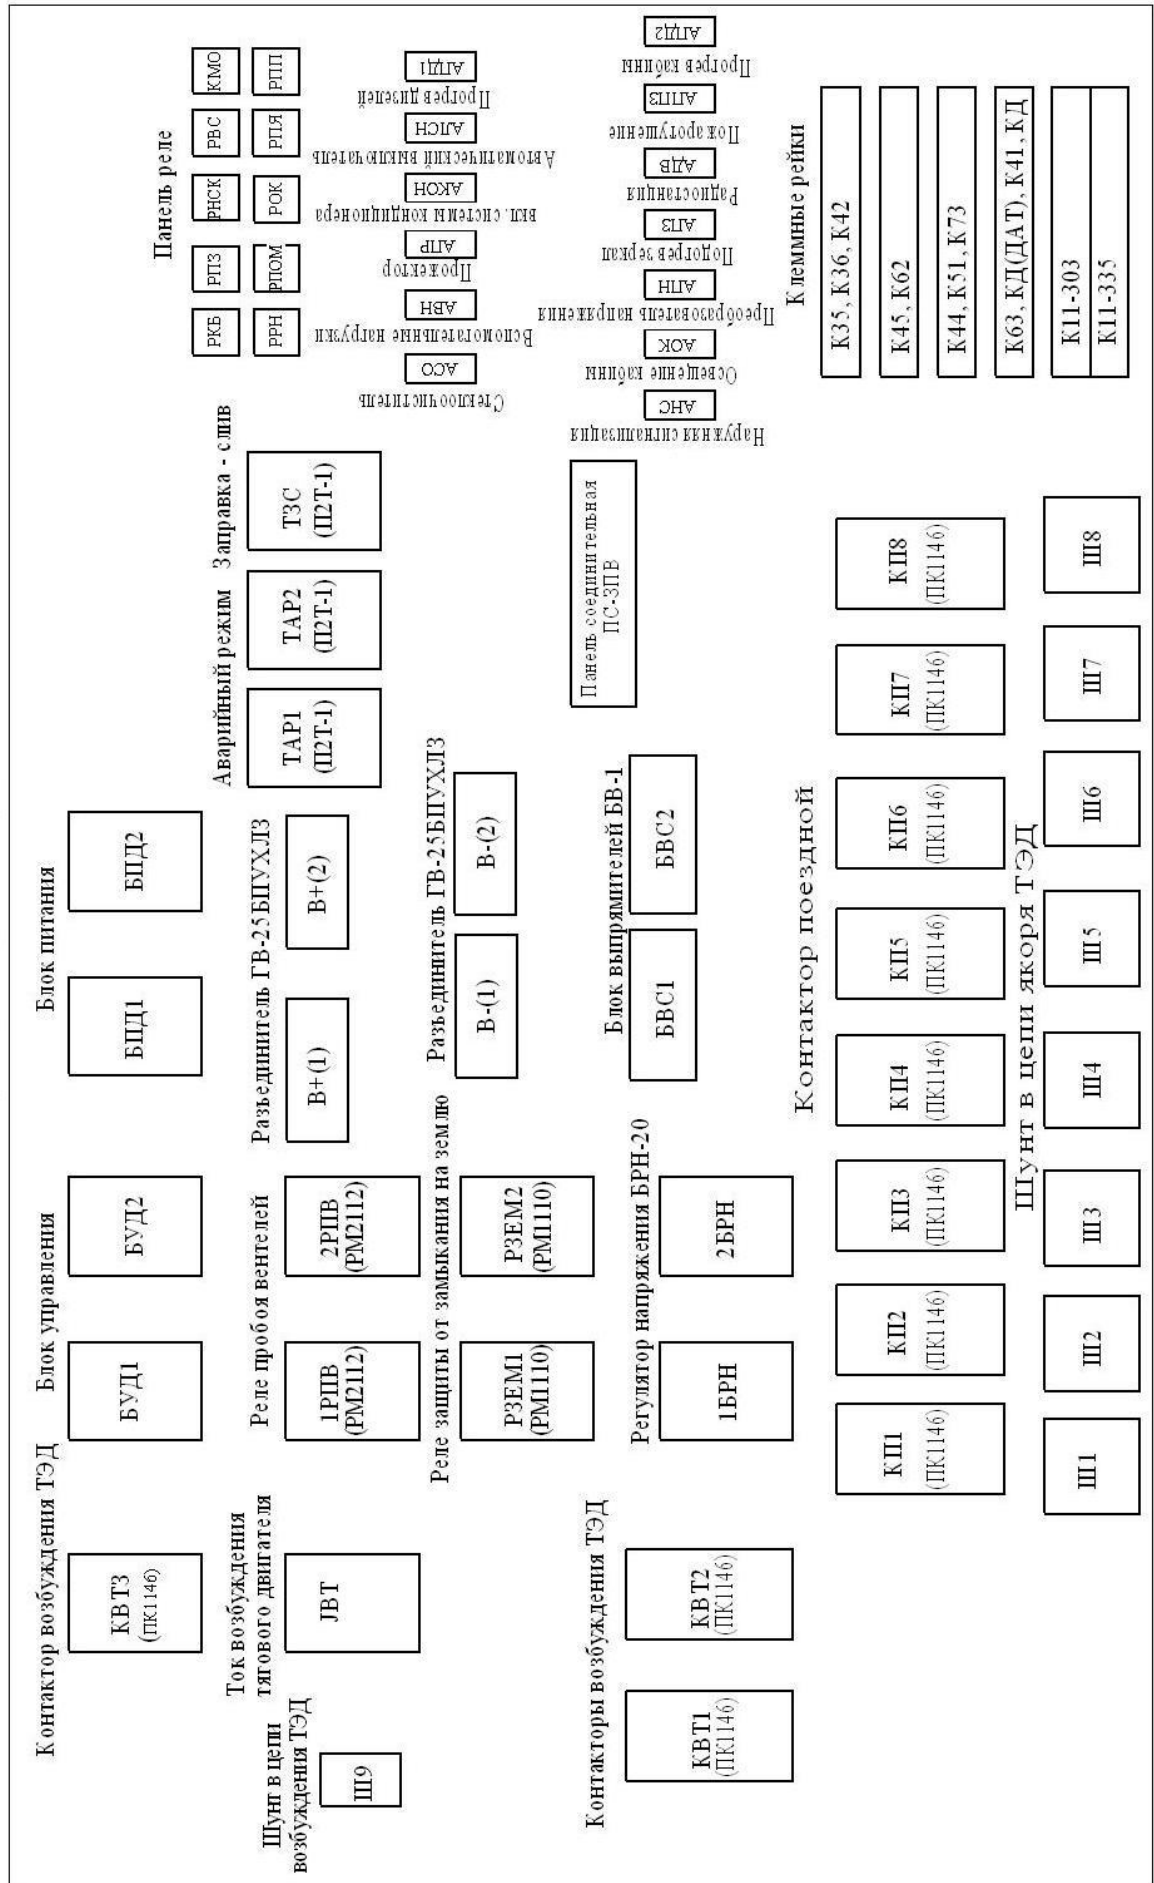 Контактор возбуждения ТЭД
КВТ3
(ПК1146)
Блок управления
БУД1
БУД2
Блок питания
БПД1
БПД2
Шунт в цепи
возбуждения ТЭД
Ш9
Ток возбуждения
тягового двигателя
JВТ
Реле пробоя вентелей
1РПВ
(РМ2112)
2РПВ
(РМ2112)
Разьединитель ГВ-25БПУХЛ3
В+(1)
В+(2)
Аварийный режим
ТАР1
(П2Т-1)
ТАР2
(П2Т-1)
Заправка - слив
ТЗС
(П2Т-1)
Панель реле
РКБ
РПЗ
РНСК
РВС
КМО
РРН
РПОМ
РОК
РПЯ
РПП
Реле защиты от замыкания на землю
РЗЕМ1
(РМ1110)
РЗЕМ2
(РМ1110)
Разьединитель ГВ-25БПУХЛ3
В-(1)
В-(2)
Прогрев дизелей
АПД1
Автоматический выключатель
АЛСН
вкл. системы кондиционера
АКОН
Прожектор
АПР
Вспомогательные нагрузки
АВН
Стеклоочиститель
АСО
Контакторы возбуждения ТЭД
КВТ1
(ПК1146)
КВТ2
(ПК1146)
Регулятор напряжения БРН-20
1БРН
2БРН
Блок выпрямителей БВ-1
БВС1
БВС2
Панель соединительная
ПС-3ПВ
Прогрев кабины
АПД2
Пожаротушение
АППЗ
Радиостанция
АДВ
Подогрев зеркал
АПЗ
Преобразователь напряжения
АПН
Освещение кабины
АОК
Наружняя сигнализация
АНС
Контактор поездной
КП1
(ПК1146)
КП2
(ПК1146)
КП3
(ПК1146)
КП4
(ПК1146)
КП5
(ПК1146)
КП6
(ПК1146)
КП7
(ПК1146)
КП8
(ПК1146)
Шунт в цепи якоря ТЭД
Ш1
Ш2
Ш3
Ш4
Ш5
Ш6
Ш7
Ш8
Клеммные рейки
К35, К36, К42
К45, К62
К44, К51, К73
К63, КД(ДАТ), К41, КД
К11-303
К11-335